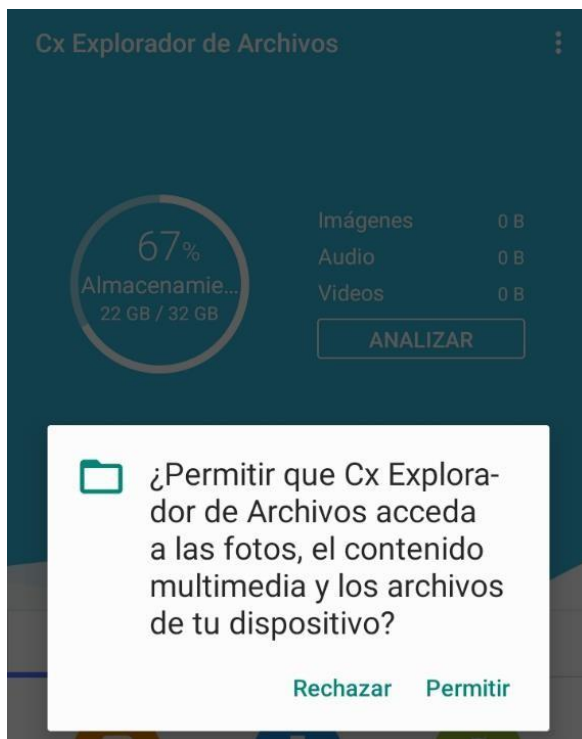 Cx Explorador de Archivos
67%
Almacenamie...
22 GB / 32 GB
Imágenes 0 B
Audio 0 B
Videos 0 B
ANALIZAR
¿Permitir que Cx Explora-
dor de Archivos acceda
a las fotos, el contenido
multimedia y los archivos
de tu dispositivo?
Rechazar Permitir